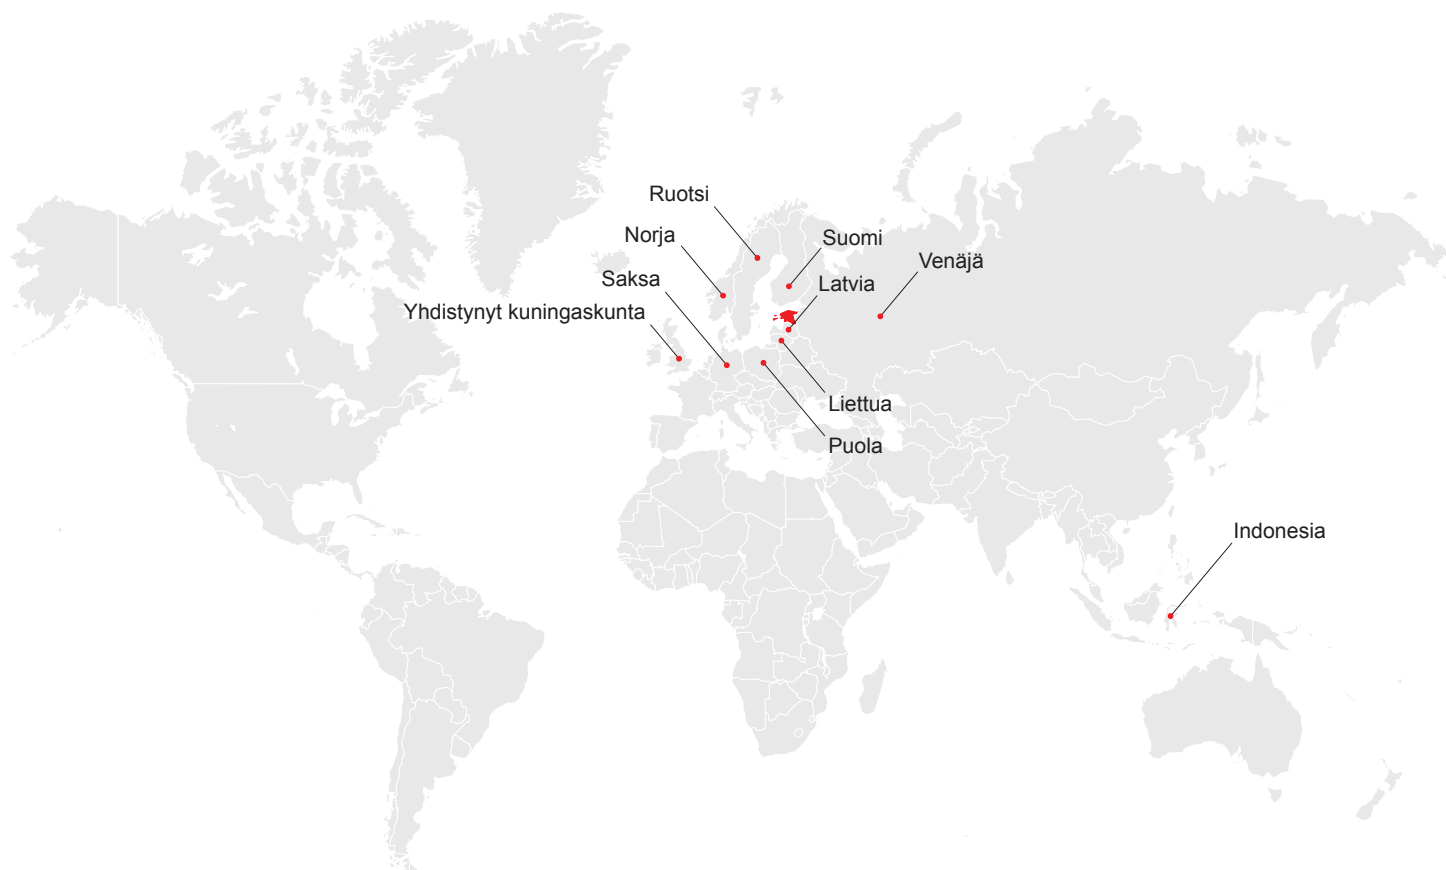 Ruotsi
Norja
Suomi
Venäjä
Saksa
Latvia
Yhdistynyt kuningaskunta
Liettua
Puola
Indonesia